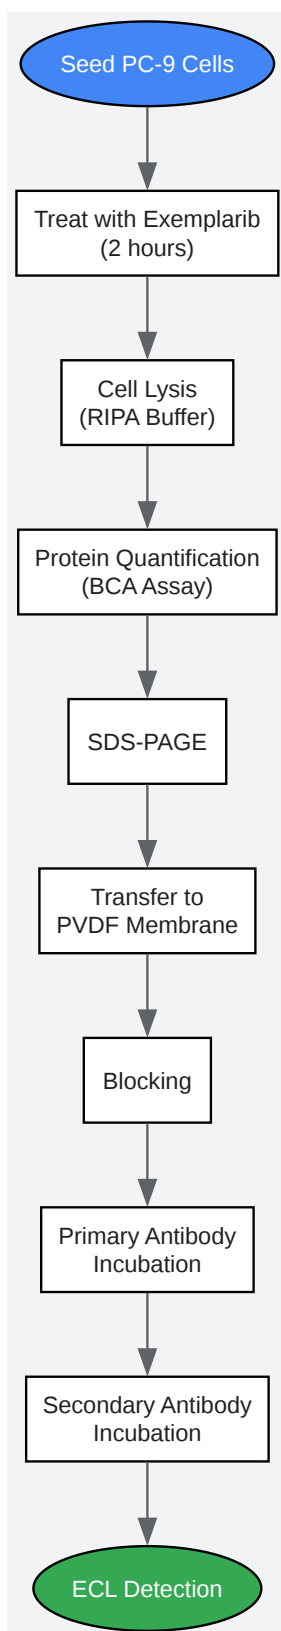 Seed PC-9 Cells
Treat with Exemplarib
(2 hours)
Cell Lysis
(RIPA Buffer)
Protein Quantification
(BCA Assay)
SDS-PAGE
Transfer to
PVDF Membrane
Blocking
Primary Antibody
Incubation
Secondary Antibody
Incubation
ECL Detection